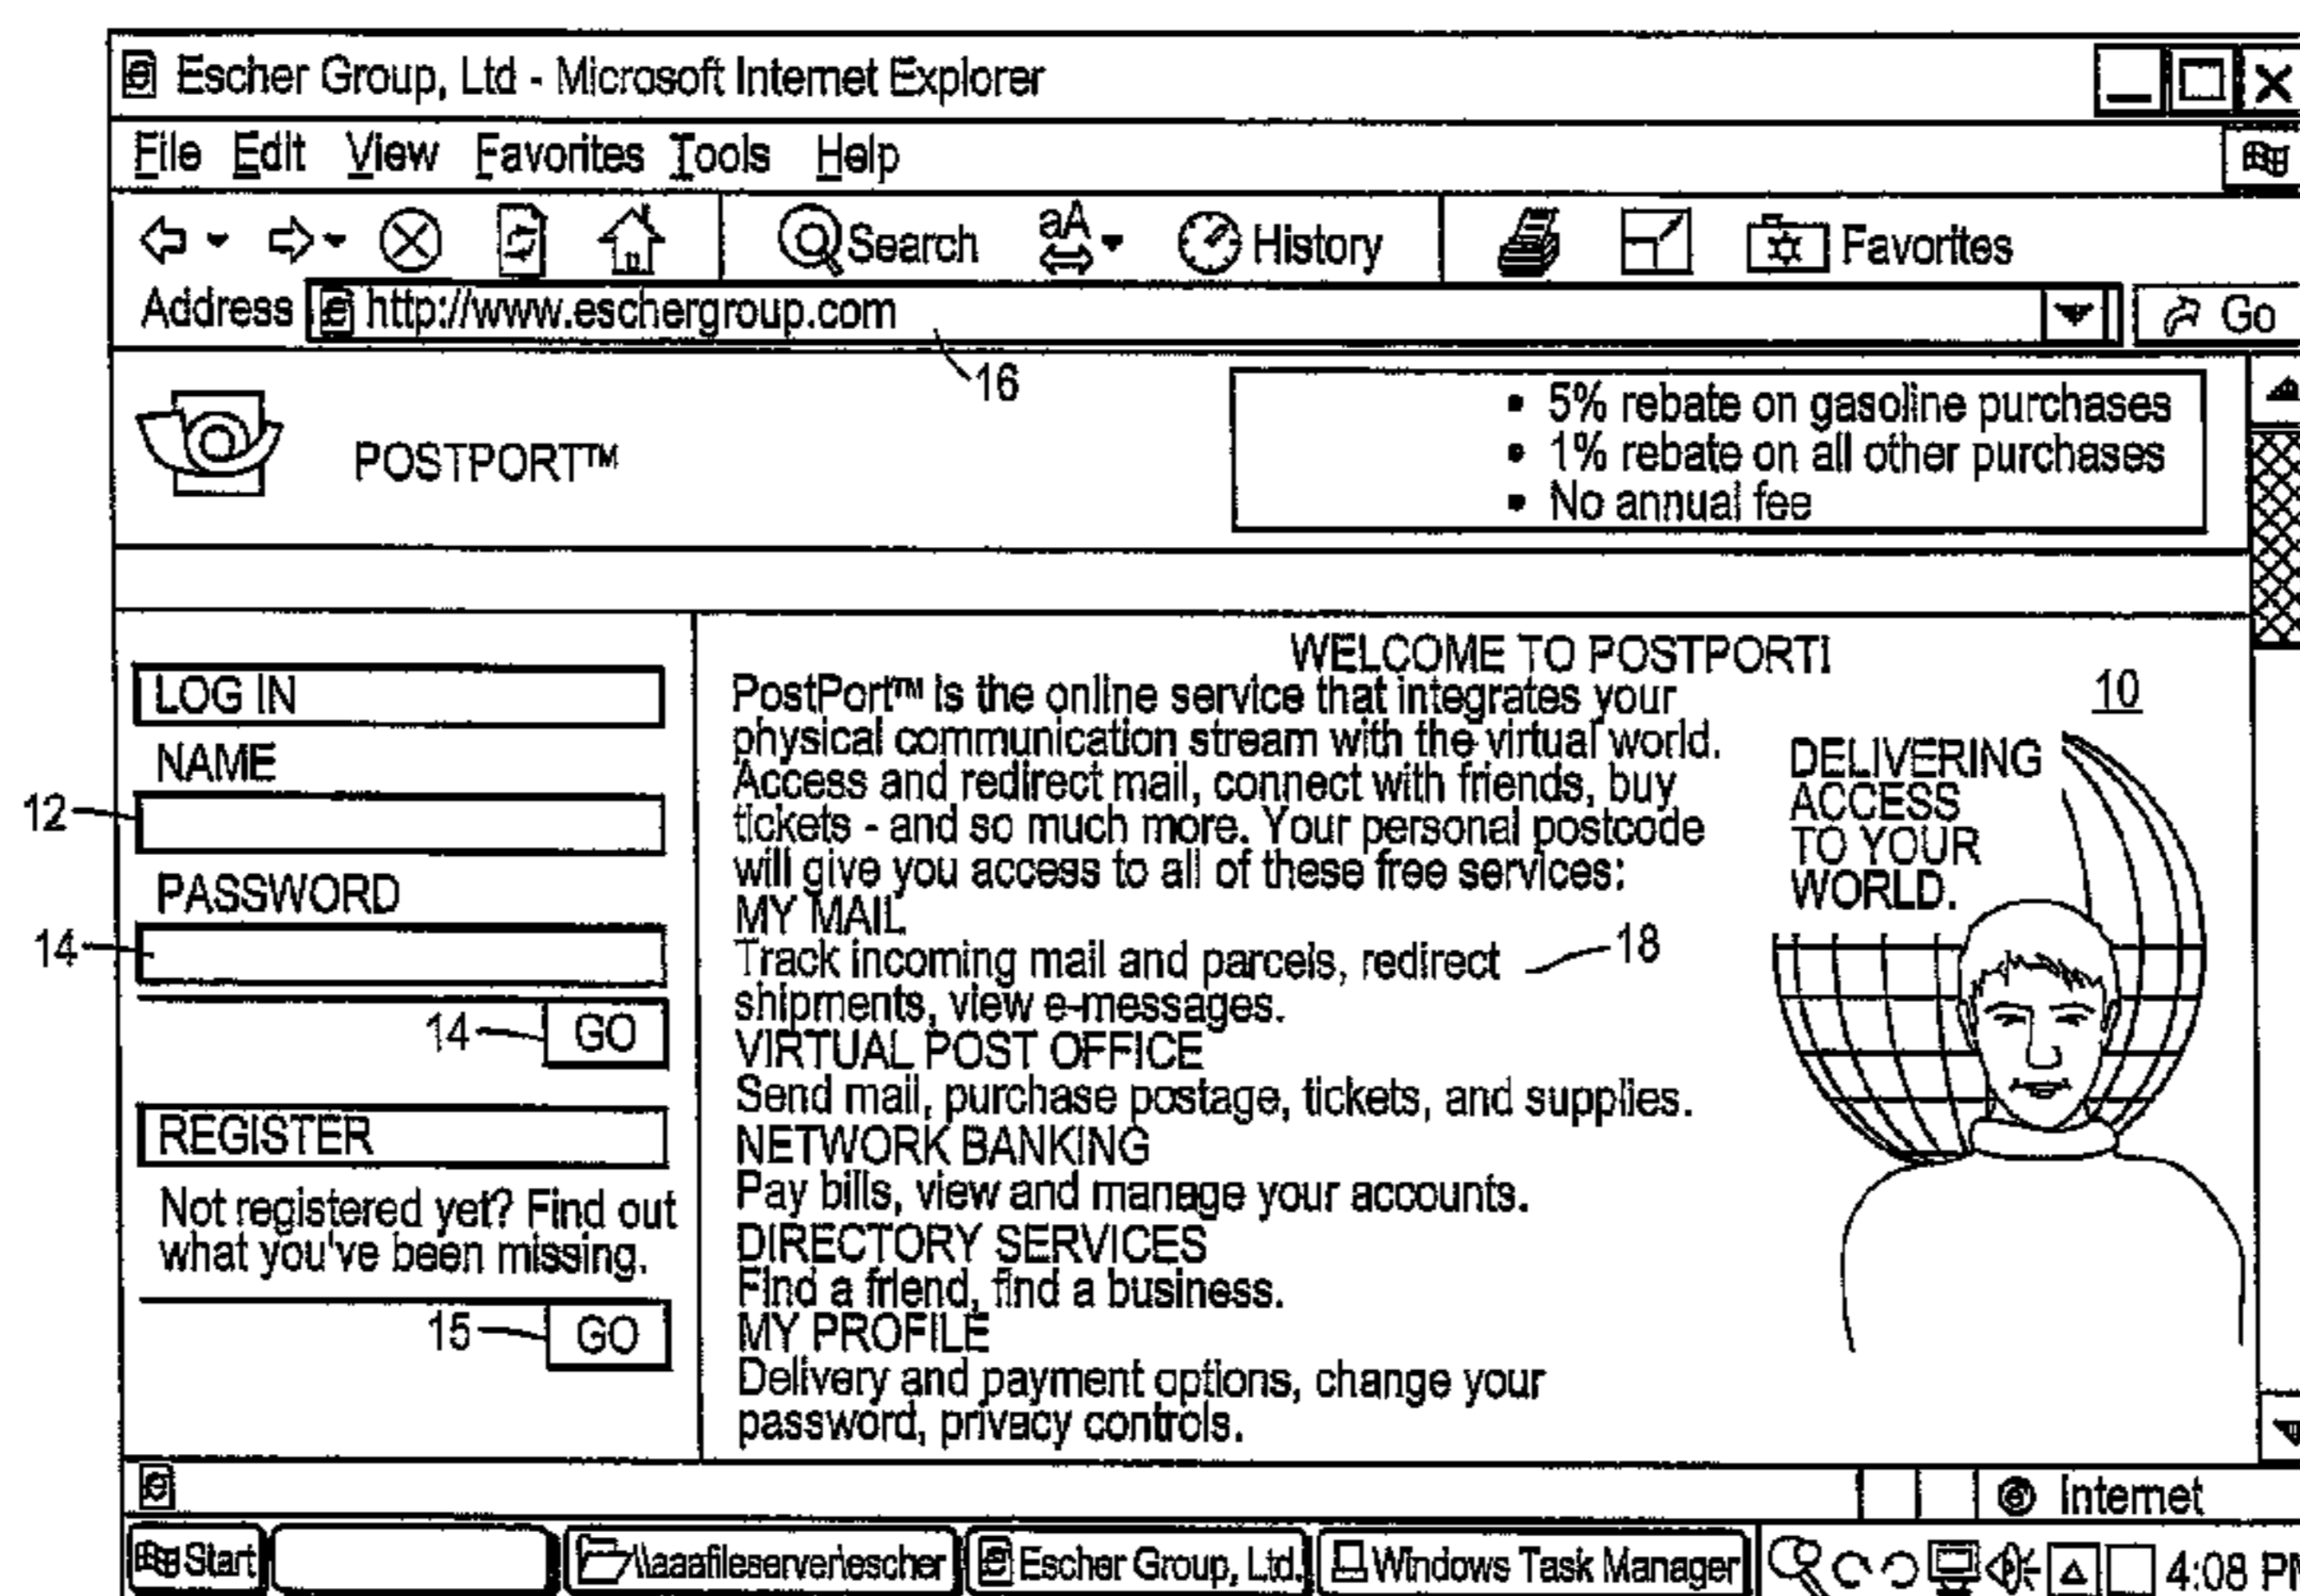 Escher Group, Ltd - Microsoft Internet Explorer
File Edit View Favorites Tools Help
Search aA History Favorites
Address http://www.eschergroup.com Go
16
POSTPORT™
• 5% rebate on gasoline purchases
• 1% rebate on all other purchases
• No annual fee
LOG IN
NAME
12
PASSWORD
14
14 GO
REGISTER
Not registered yet? Find out
what you've been missing.
15 GO
WELCOME TO POSTPORT!
PostPort™ is the online service that integrates your
physical communication stream with the virtual world.
Access and redirect mail, connect with friends, buy
tickets - and so much more. Your personal postcode
will give you access to all of these free services:
MY MAIL
Track incoming mail and parcels, redirect
18
shipments, view e-messages.
VIRTUAL POST OFFICE
Send mail, purchase postage, tickets, and supplies.
NETWORK BANKING
Pay bills, view and manage your accounts.
DIRECTORY SERVICES
Find a friend, find a business.
MY PROFILE
Delivery and payment options, change your
password, privacy controls.
10
DELIVERING
ACCESS
TO YOUR
WORLD.
Internet
Start \\aaafileserver\escher Escher Group, Ltd. Windows Task Manager 4:08 PM